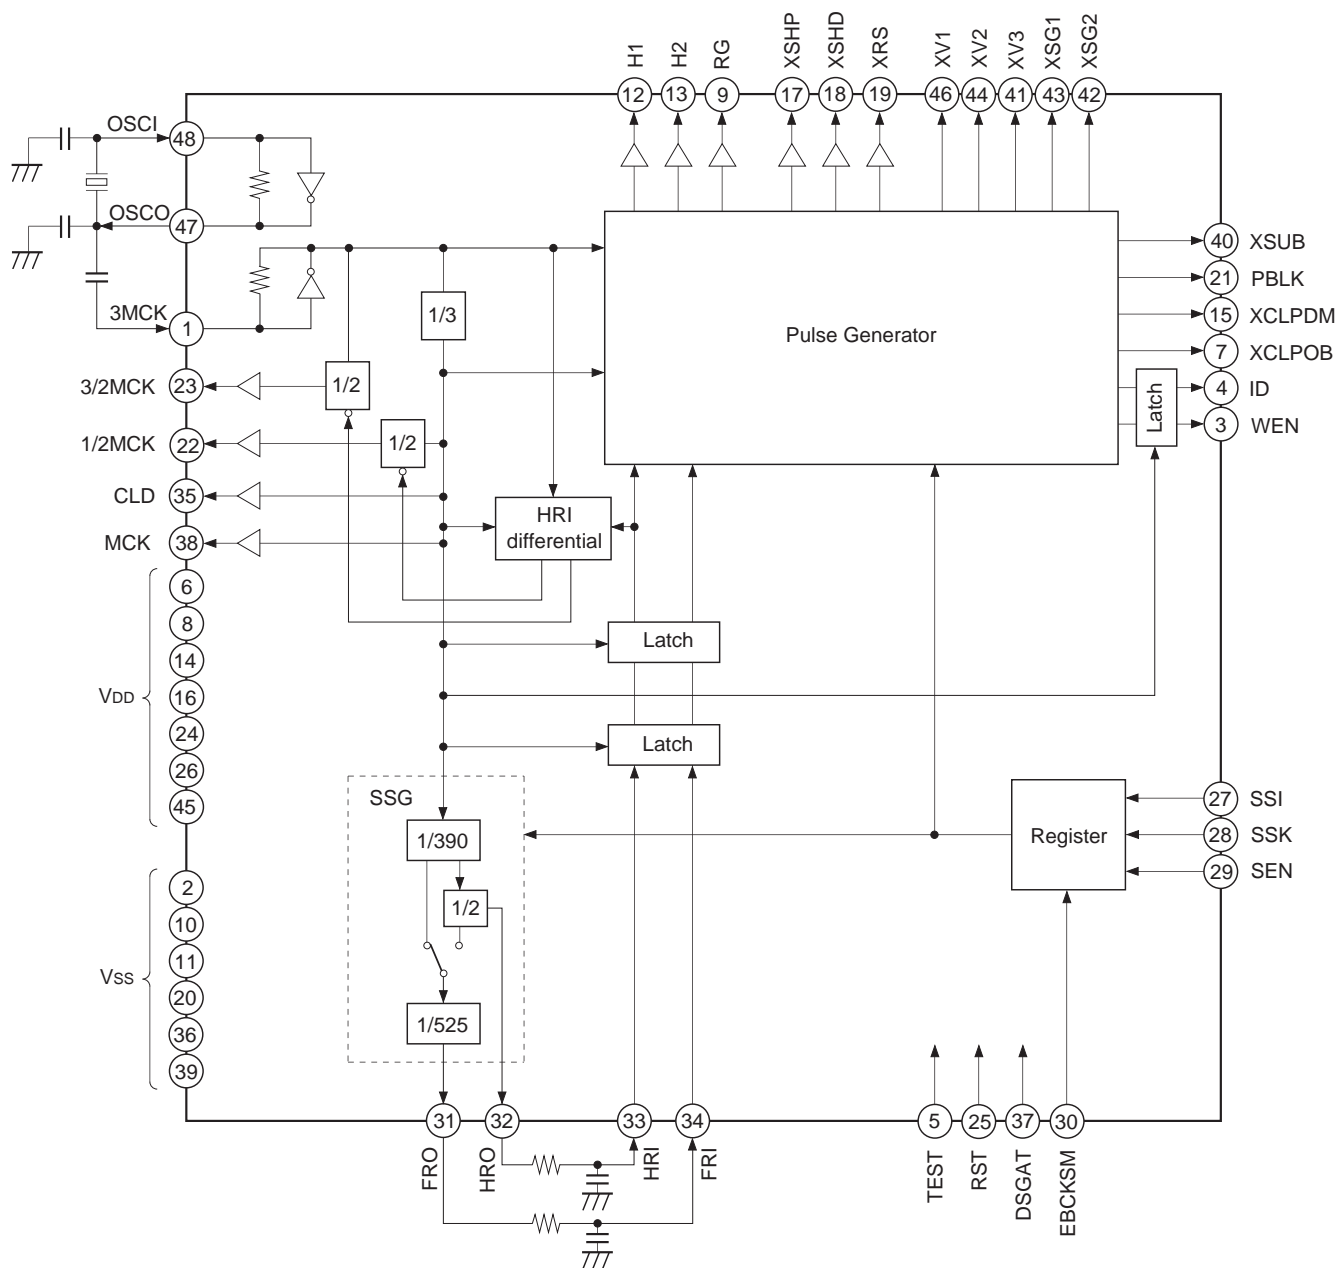 H1
H2
RG
XSHP
XSHD
XRS
XV1
XV2
XV3
XSG1
XSG2
12
13
9
17
18
19
46
44
41
43
42
OSCI
48
OSCO
47
3MCK
1
1/3
Pulse Generator
40 XSUB
21 PBLK
15 XCLPDM
7 XCLPOB
4 ID
3 WEN
Latch
3/2MCK 23
1/2
1/2MCK 22
1/2
CLD 35
MCK 38
HRI
differential
VDD
6
8
14
16
24
26
45
Latch
Latch
SSG
1/390
1/2
1/525
Register
27 SSI
28 SSK
29 SEN
VSS
2
10
11
20
36
39
31
32
33
34
5
25
37
30
FRO
HRO
HRI
FRI
TEST
RST
DSGAT
EBCKSM